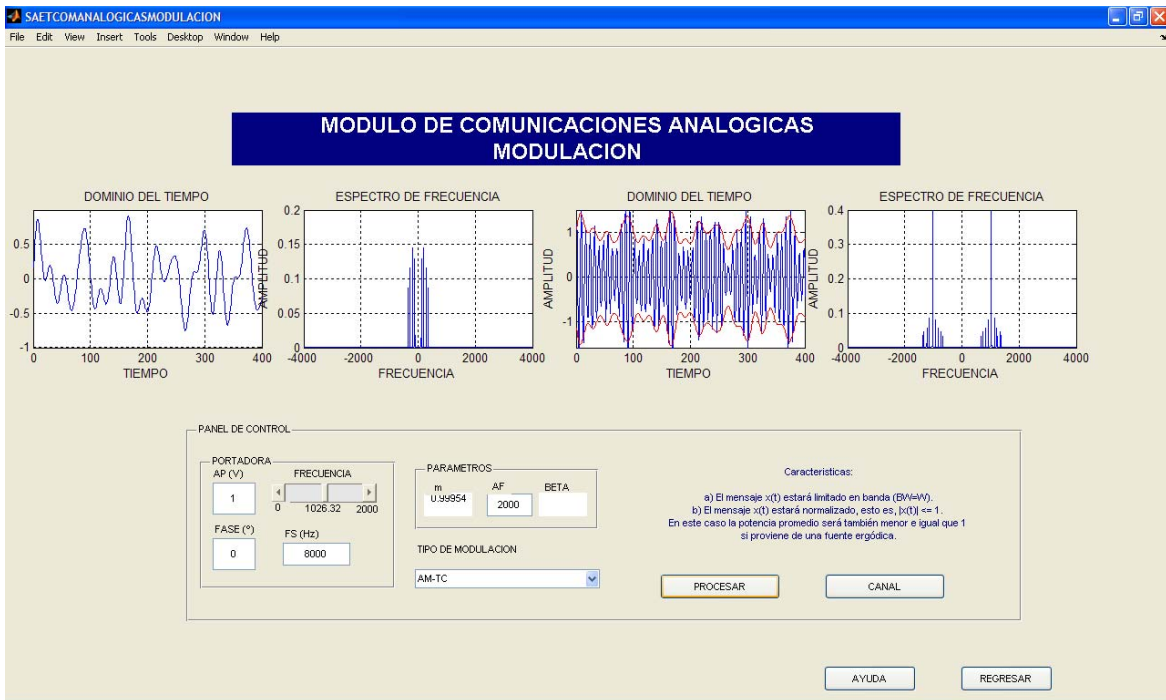 SAETCOMANALOGICASMODULACION
File Edit View Insert Tools Desktop Window Help
MODULO DE COMUNICACIONES ANALOGICAS
MODULACION
DOMINIO DEL TIEMPO
0.5
0
-0.5
-1
0 100 200 300 400
TIEMPO
ESPECTRO DE FRECUENCIA
AMPLITUD
0.2
0.15
0.1
0.05
0
-4000 -2000 0 2000 4000
FRECUENCIA
DOMINIO DEL TIEMPO
AMPLITUD
1
0
-1
0 100 200 300 400
TIEMPO
ESPECTRO DE FRECUENCIA
AMPLITUD
0.4
0.3
0.2
0.1
0
-4000 -2000 0 2000 4000
FRECUENCIA
PANEL DE CONTROL
PORTADORA
AP (V)
1
FRECUENCIA
0 1026.32 2000
FASE (º)
0
FS (Hz)
8000
PARAMETROS
m AF BETA
0.99954 2000
TIPO DE MODULACION
AM-TC
Caracteristicas:
a) El mensaje x(t) estará limitado en banda (BW=W).
b) El mensaje x(t) estará normalizado, esto es, |x(t)| <= 1.
En este caso la potencia promedio será también menor e igual que 1
si proviene de una fuente ergódica.
PROCESAR CANAL
AYUDA REGRESAR